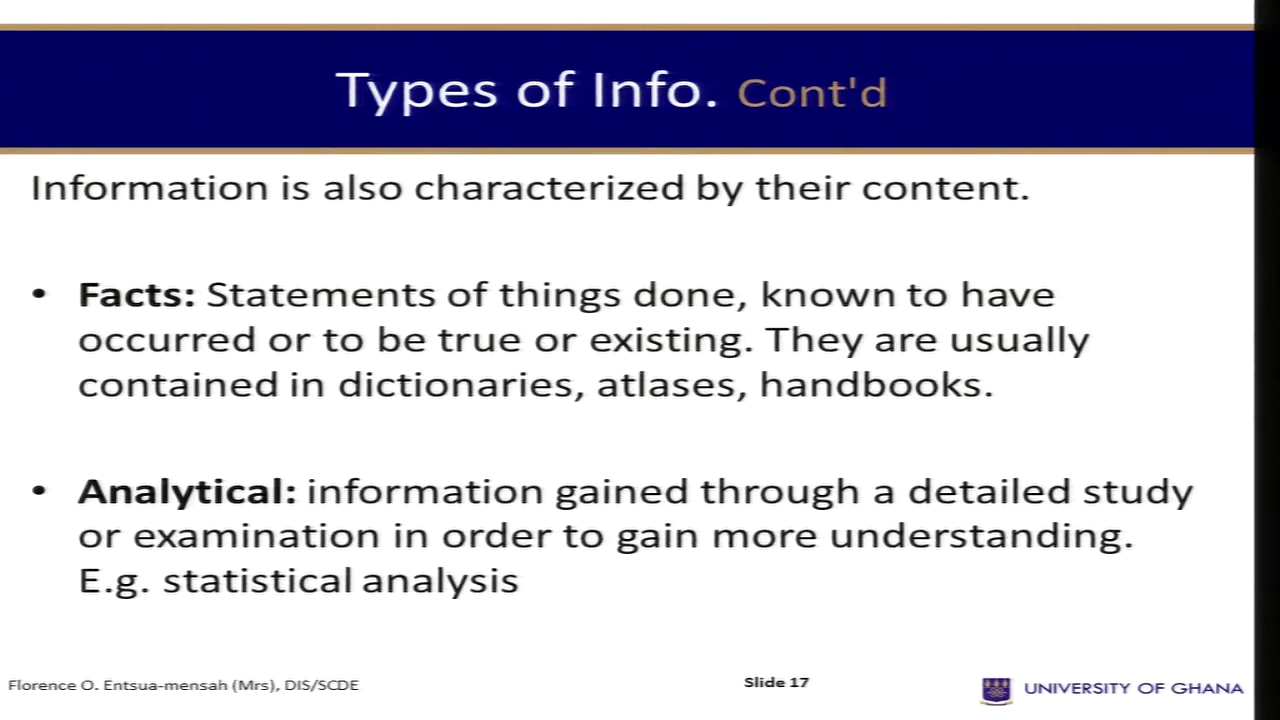 Types of Info. Cont'd
Information is also characterized by their content.
• Facts: Statements of things done, known to have
occurred or to be true or existing. They are usually
contained in dictionaries, atlases, handbooks.
• Analytical: information gained through a detailed study
or examination in order to gain more understanding.
E.g. statistical analysis
Florence O. Entsua-mensah (Mrs), DIS/SCDE
Slide 17
UNIVERSITY OF GHANA